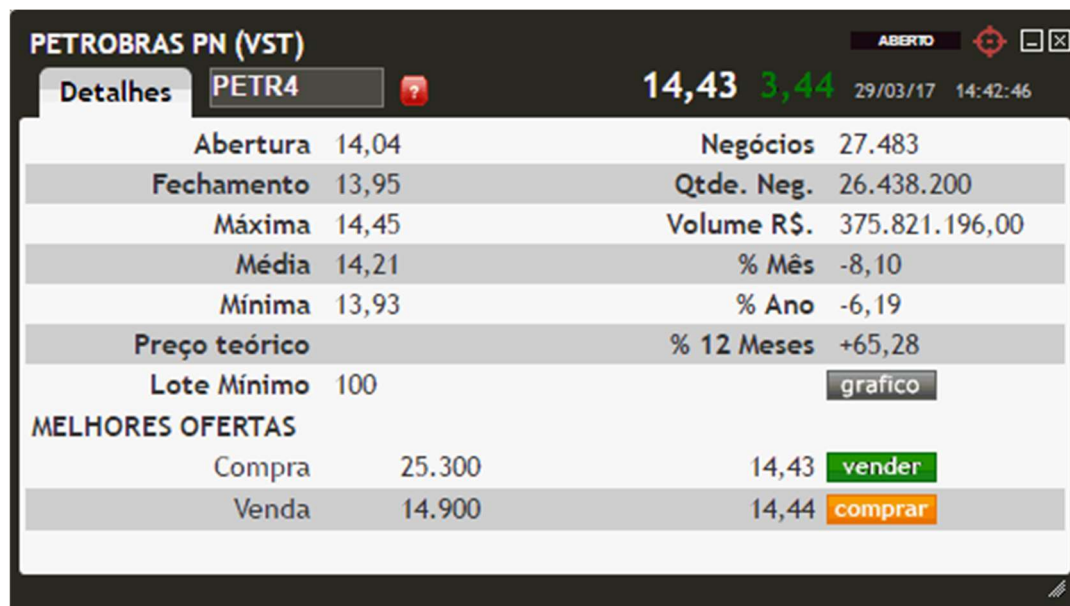 PETROBRAS PN (VST) ABERTO
Detalhes PETR4 ? 14,43 3,44 29/03/17 14:42:46
Abertura 14,04 Negócios 27.483
Fechamento 13,95 Qtde. Neg. 26.438.200
Máxima 14,45 Volume R$. 375.821.196,00
Média 14,21 % Mês -8,10
Mínima 13,93 % Ano -6,19
Preço teórico % 12 Meses +65,28
Lote Mínimo 100 grafico
MELHORES OFERTAS
Compra 25.300 14,43 vender
Venda 14.900 14,44 comprar